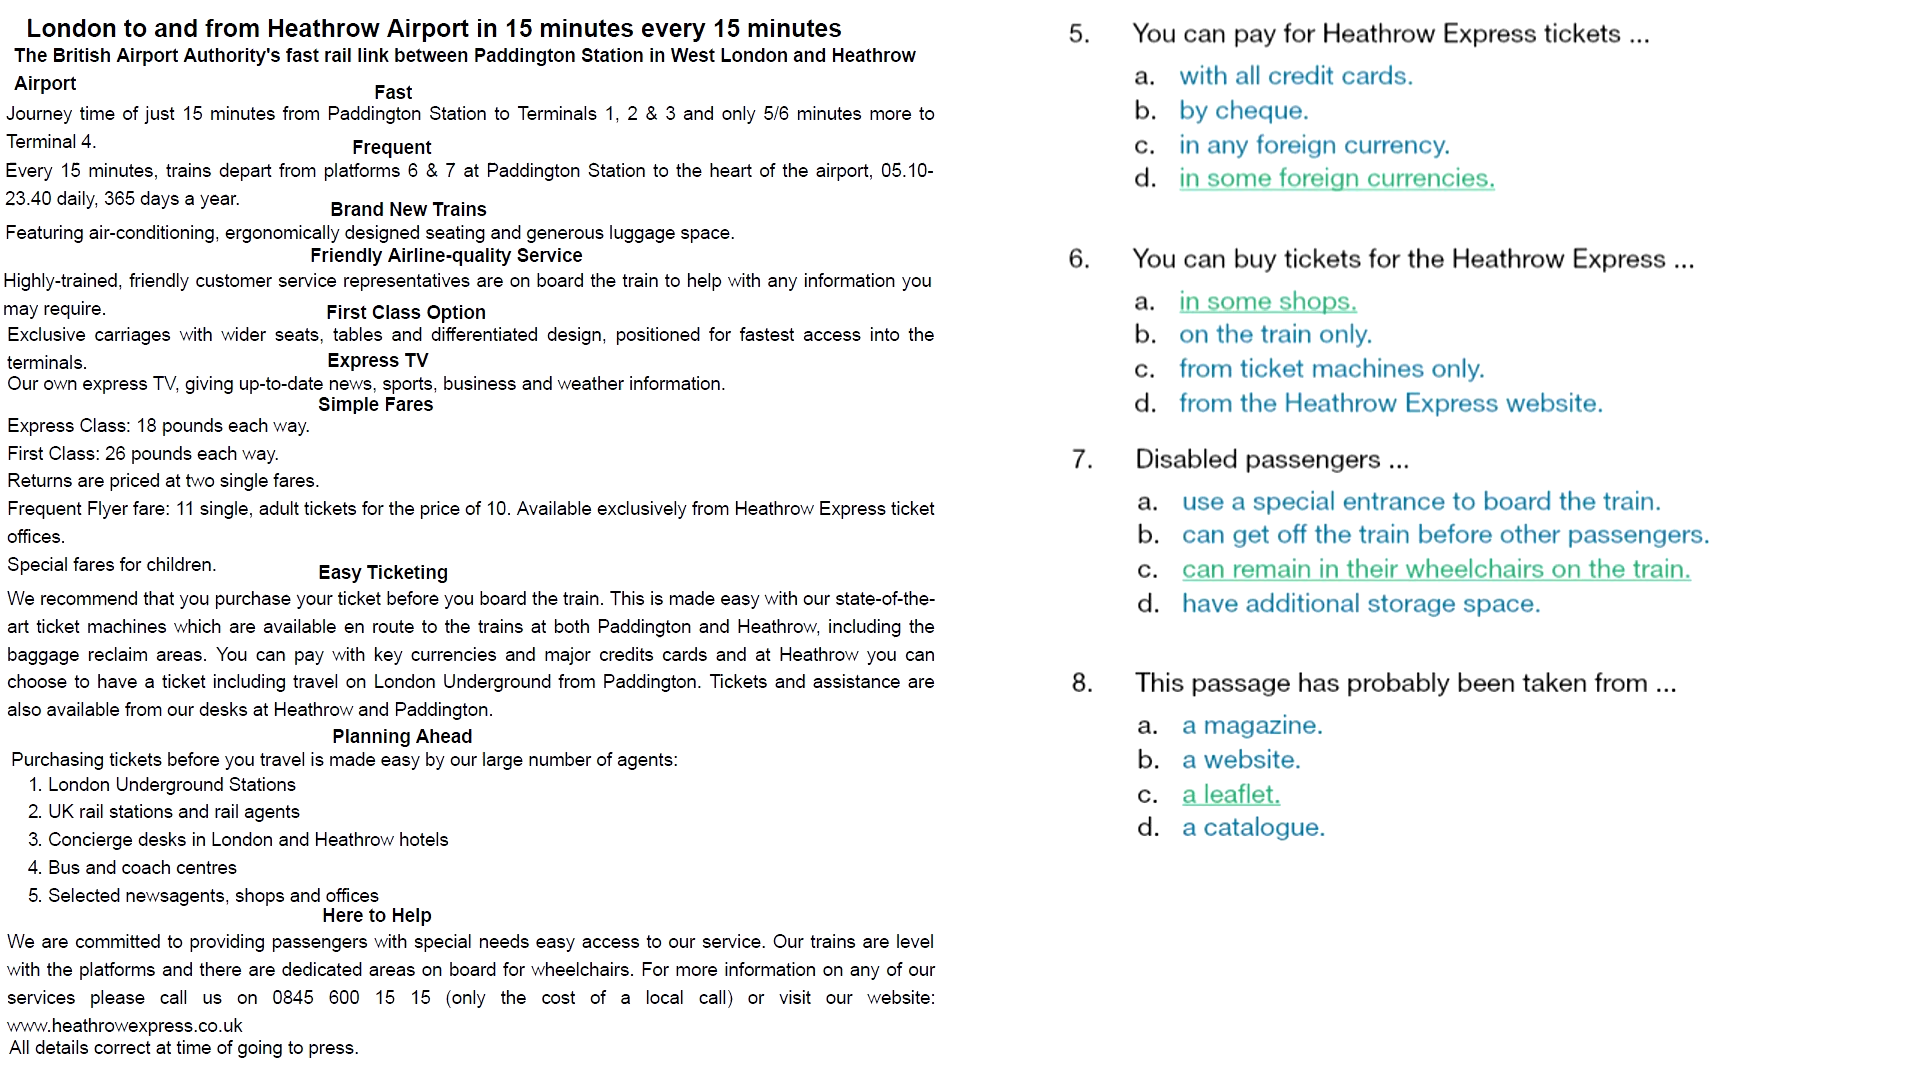 London to and from Heathrow Airport in 15 minutes every 15 minutes
The British Airport Authority's fast rail link between Paddington Station in West London and Heathrow
Airport
Fast
Journey time of just 15 minutes from Paddington Station to Terminals 1, 2 & 3 and only 5/6 minutes more to
Terminal 4.
Frequent
Every 15 minutes, trains depart from platforms 6 & 7 at Paddington Station to the heart of the airport, 05.10-
23.40 daily, 365 days a year.
Brand New Trains
Featuring air-conditioning, ergonomically designed seating and generous luggage space.
Friendly Airline-quality Service
Highly-trained, friendly customer service representatives are on board the train to help with any information you
may require.
First Class Option
Exclusive carriages with wider seats, tables and differentiated design, positioned for fastest access into the
terminals.
Express TV
Our own express TV, giving up-to-date news, sports, business and weather information.
Simple Fares
Express Class: 18 pounds each way.
First Class: 26 pounds each way.
Returns are priced at two single fares.
Frequent Flyer fare: 11 single, adult tickets for the price of 10. Available exclusively from Heathrow Express ticket
offices.
Special fares for children.
Easy Ticketing
We recommend that you purchase your ticket before you board the train. This is made easy with our state-of-the-
art ticket machines which are available en route to the trains at both Paddington and Heathrow, including the
baggage reclaim areas. You can pay with key currencies and major credits cards and at Heathrow you can
choose to have a ticket including travel on London Underground from Paddington. Tickets and assistance are
also available from our desks at Heathrow and Paddington.
Planning Ahead
Purchasing tickets before you travel is made easy by our large number of agents:
1. London Underground Stations
2. UK rail stations and rail agents
3. Concierge desks in London and Heathrow hotels
4. Bus and coach centres
5. Selected newsagents, shops and offices
Here to Help
We are committed to providing passengers with special needs easy access to our service. Our trains are level
with the platforms and there are dedicated areas on board for wheelchairs. For more information on any of our
services please call us on 0845 600 15 15 (only the cost of a local call) or visit our website:
www.heathrowexpress.co.uk
All details correct at time of going to press.
5. You can pay for Heathrow Express tickets ...
a. with all credit cards.
b. by cheque.
c. in any foreign currency.
d. in some foreign currencies.
6. You can buy tickets for the Heathrow Express ...
a. in some shops.
b. on the train only.
c. from ticket machines only.
d. from the Heathrow Express website.
7. Disabled passengers ...
a. use a special entrance to board the train.
b. can get off the train before other passengers.
c. can remain in their wheelchairs on the train.
d. have additional storage space.
8. This passage has probably been taken from ...
a. a magazine.
b. a website.
c. a leaflet.
d. a catalogue.